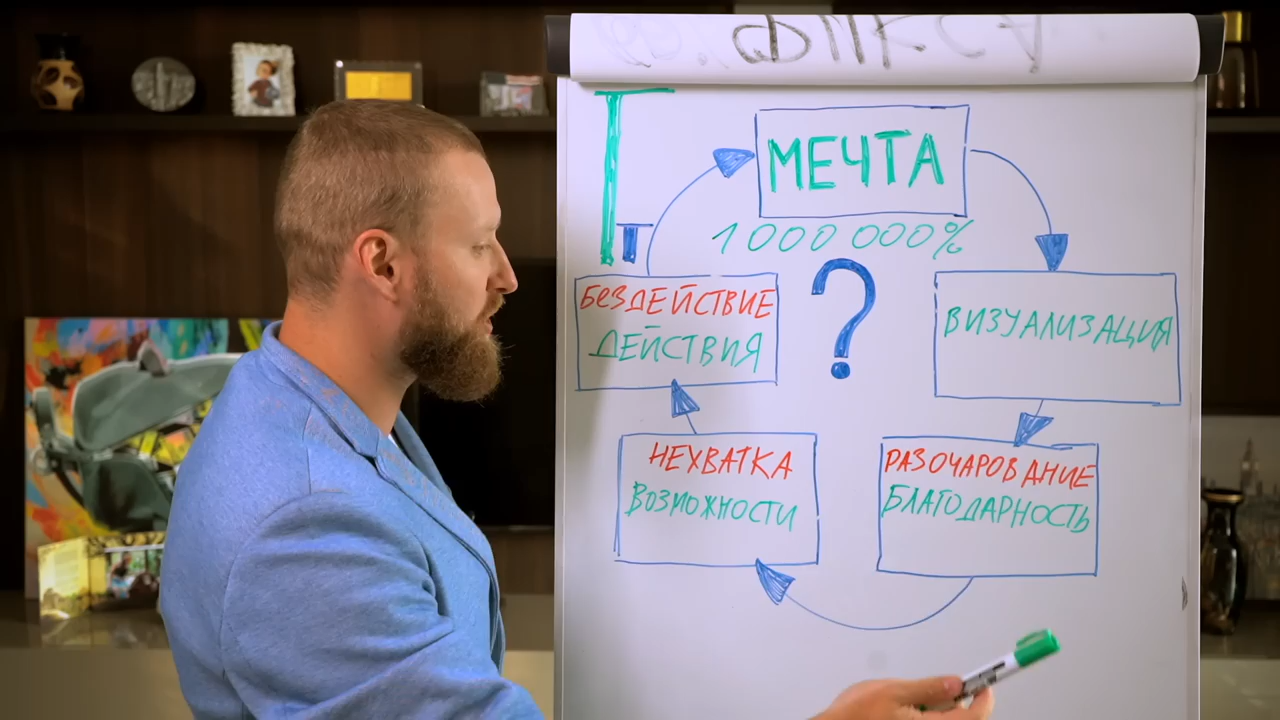 МЕЧТА
1 000 000%
?
ВИЗУАЛИЗАЦИЯ
РАЗОЧАРОВАНИЕ
БЛАГОДАРНОСТЬ
НЕХВАТКА
ВОЗМОЖНОСТИ
БЕЗДЕЙСТВИЕ
ДЕЙСТВИЯ